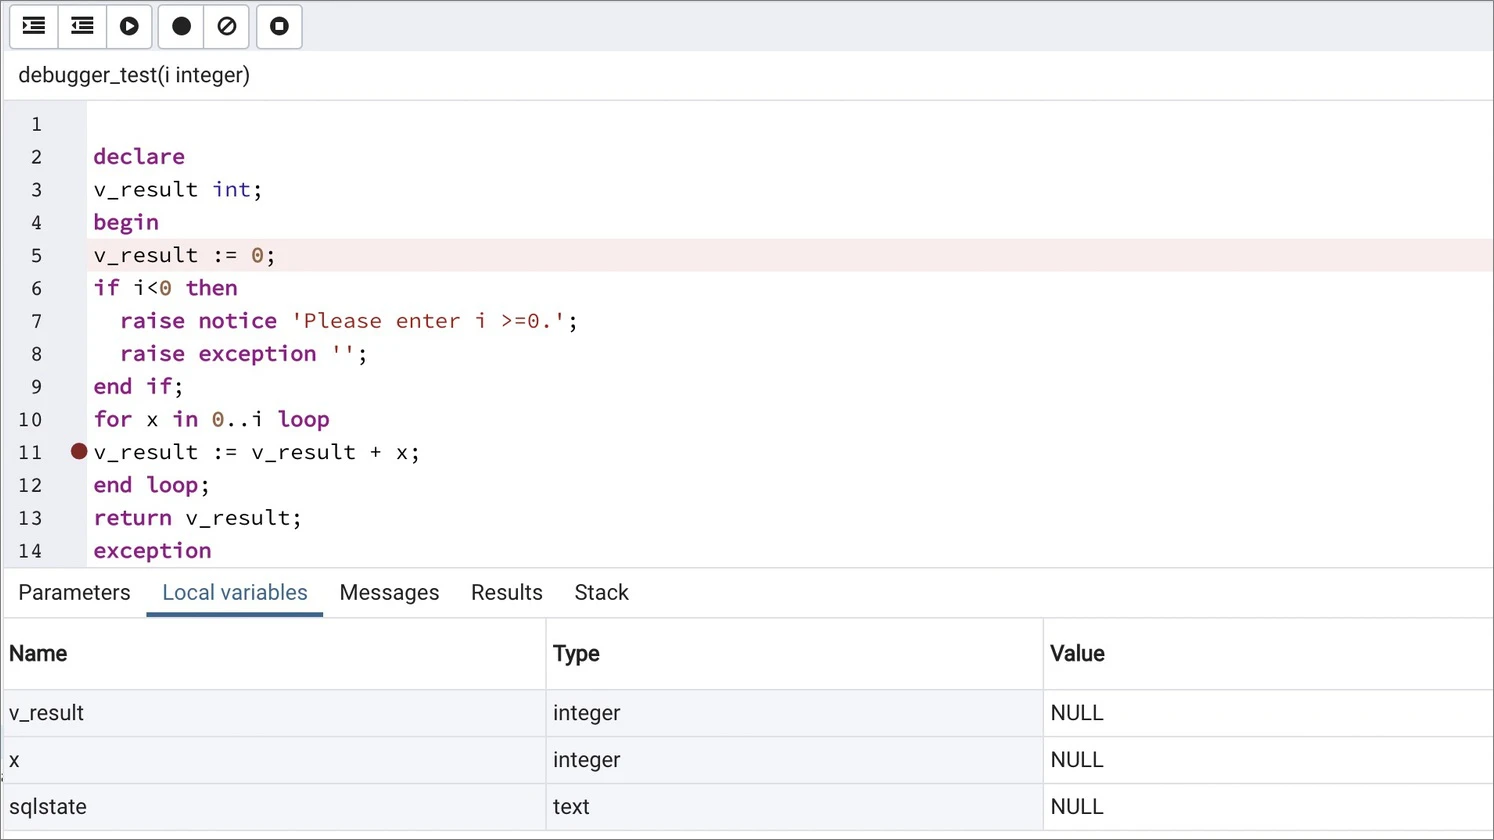 debugger_test(i integer)
1
2 declare
3 v_result int;
4 begin
5 v_result := 0;
6 if i<0 then
7 raise notice 'Please enter i >=0.';
8 raise exception '';
9 end if;
10 for x in 0..i loop
11 v_result := v_result + x;
12 end loop;
13 return v_result;
14 exception
Parameters Local variables Messages Results Stack
Name Type Value
v_result integer NULL
x integer NULL
sqlstate text NULL